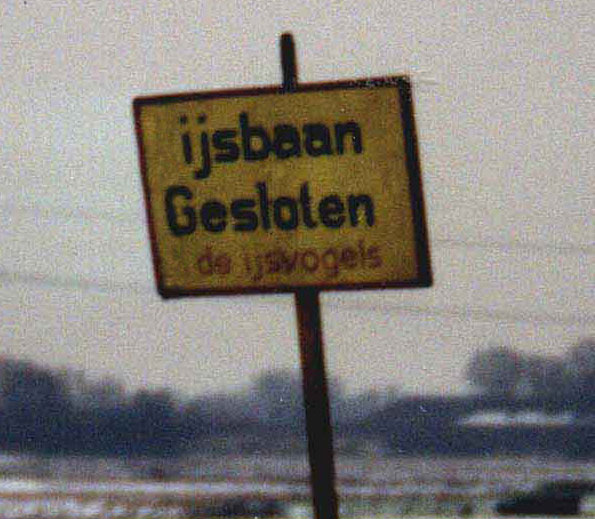 ijsbaan
Gesloten
de ijsvogels